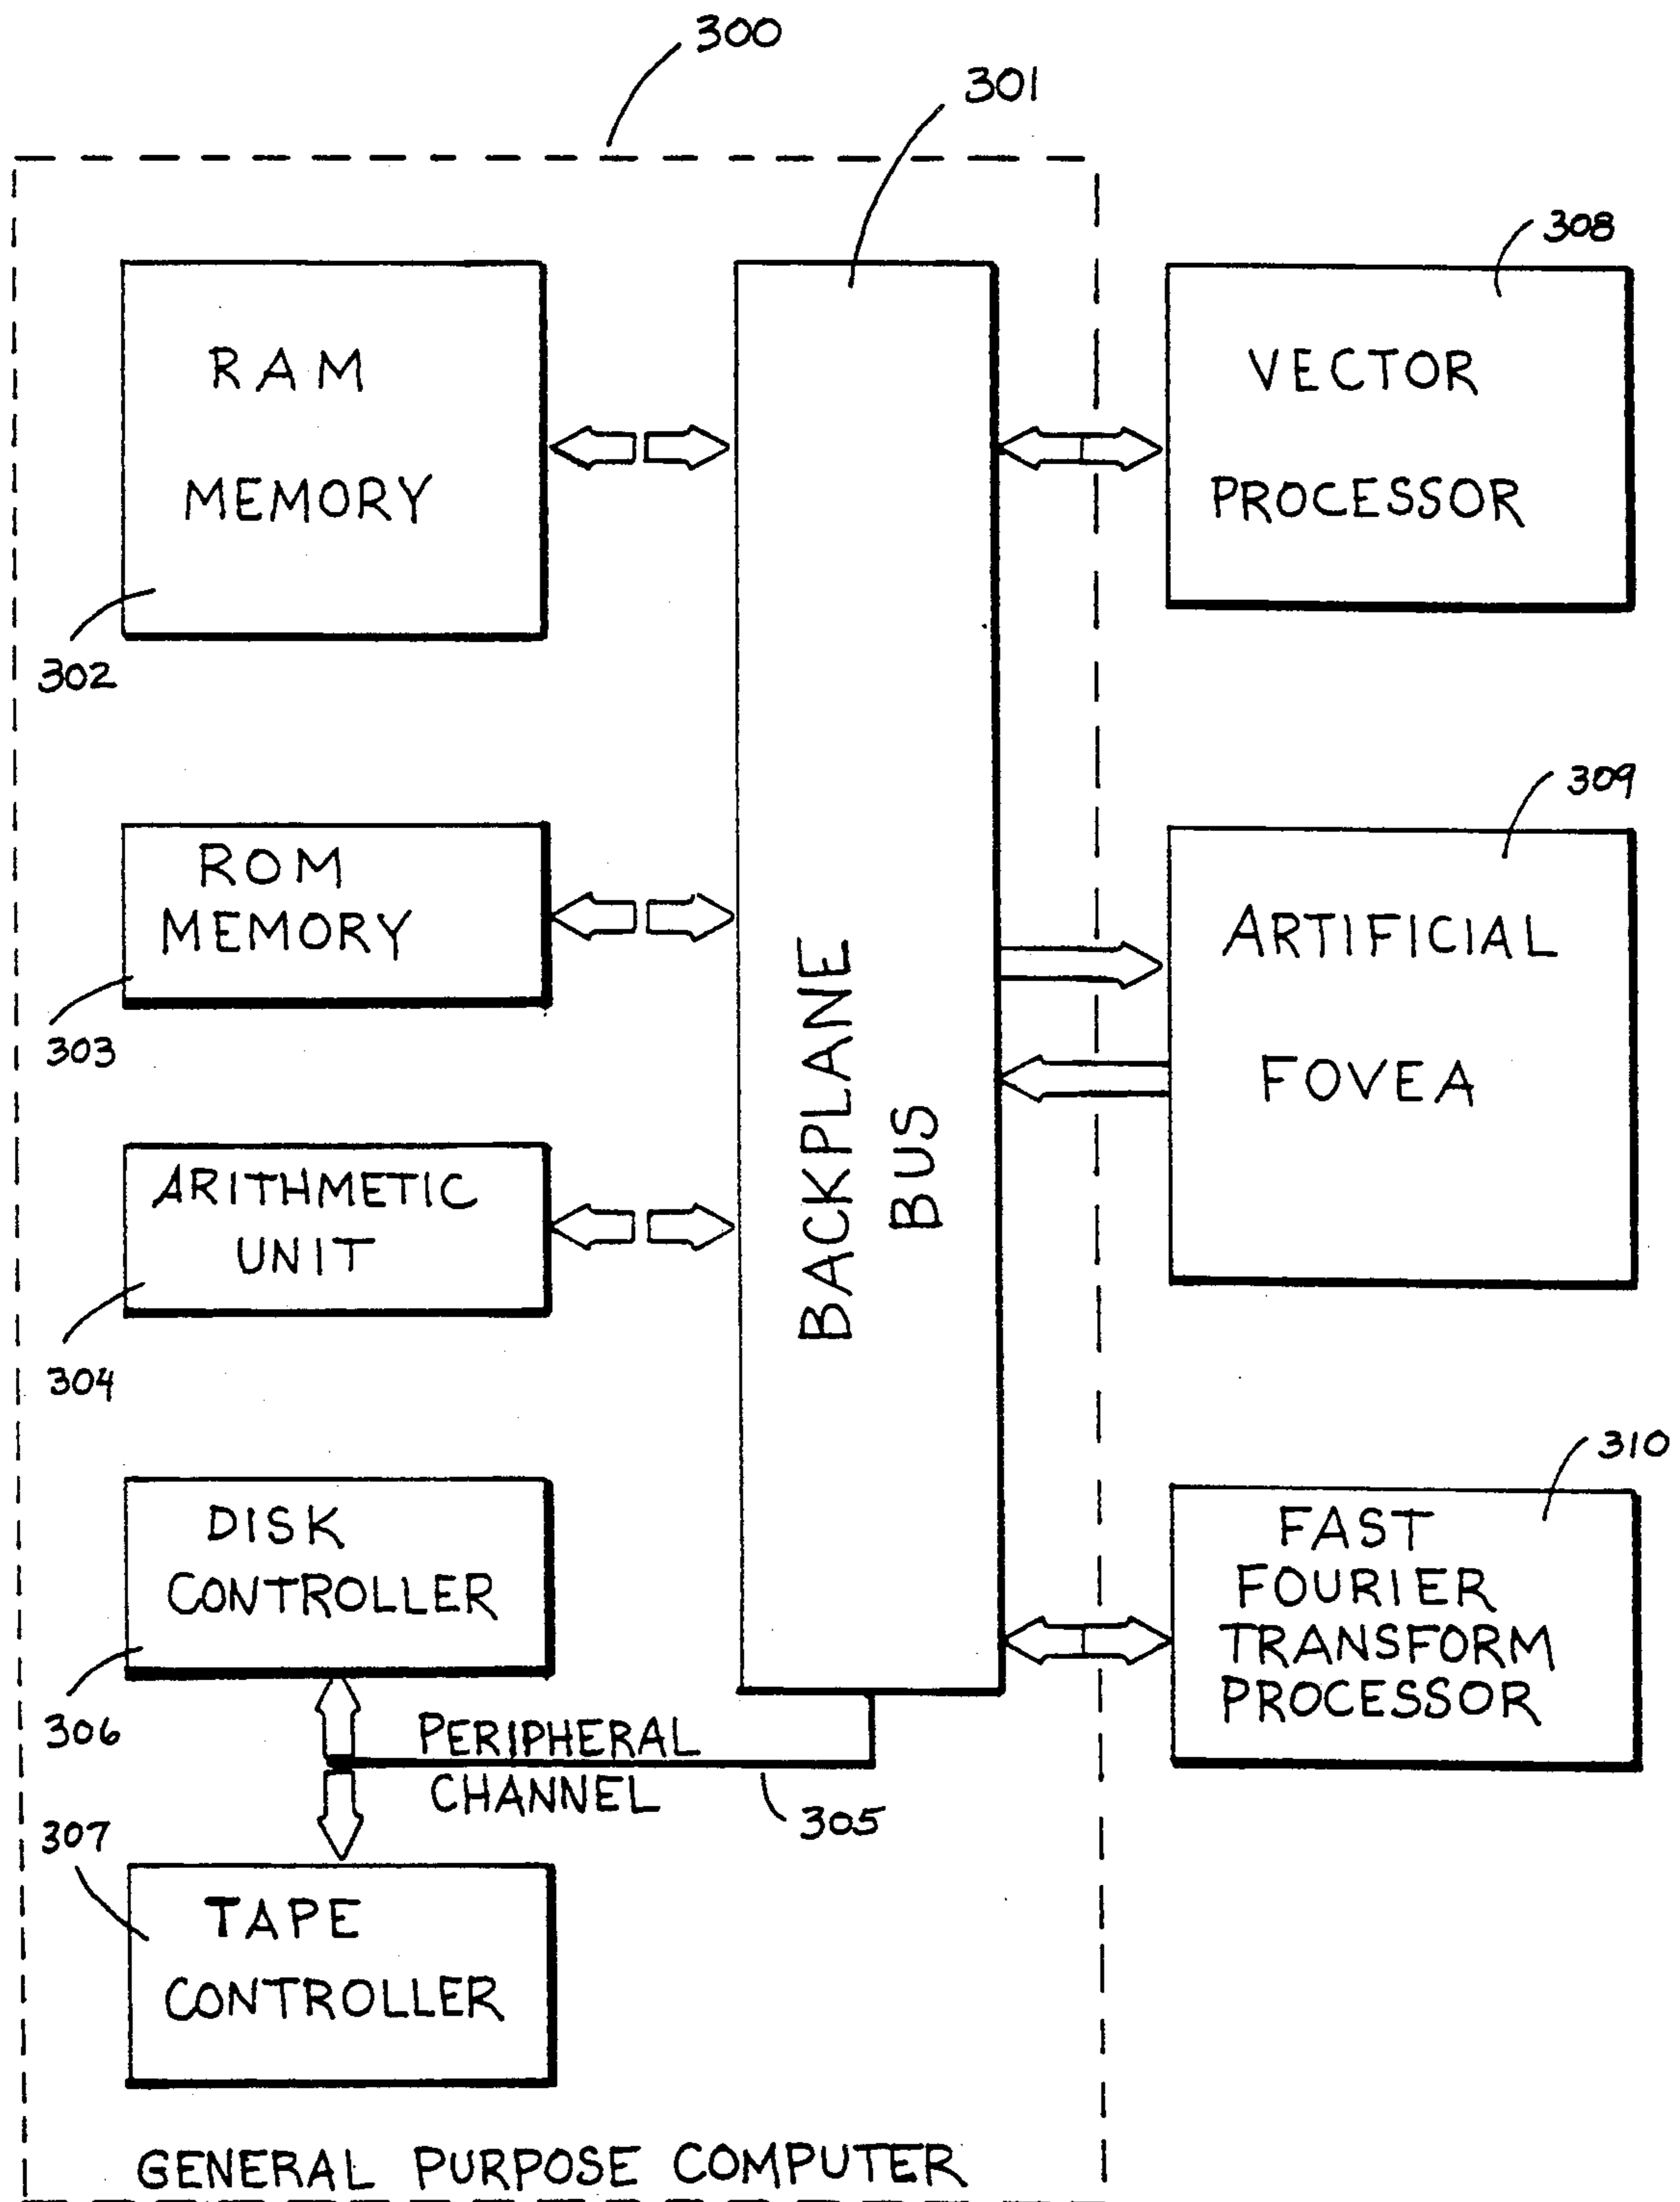 300
301
308
RAM
MEMORY
302
VECTOR
PROCESSOR
309
ROM
MEMORY
303
BACKPLANE
BUS
ARTIFICIAL
FOVEA
ARITHMETIC
UNIT
304
310
DISK
CONTROLLER
306
FAST
FOURIER
TRANSFORM
PROCESSOR
PERIPHERAL
CHANNEL
305
307
TAPE
CONTROLLER
GENERAL PURPOSE COMPUTER